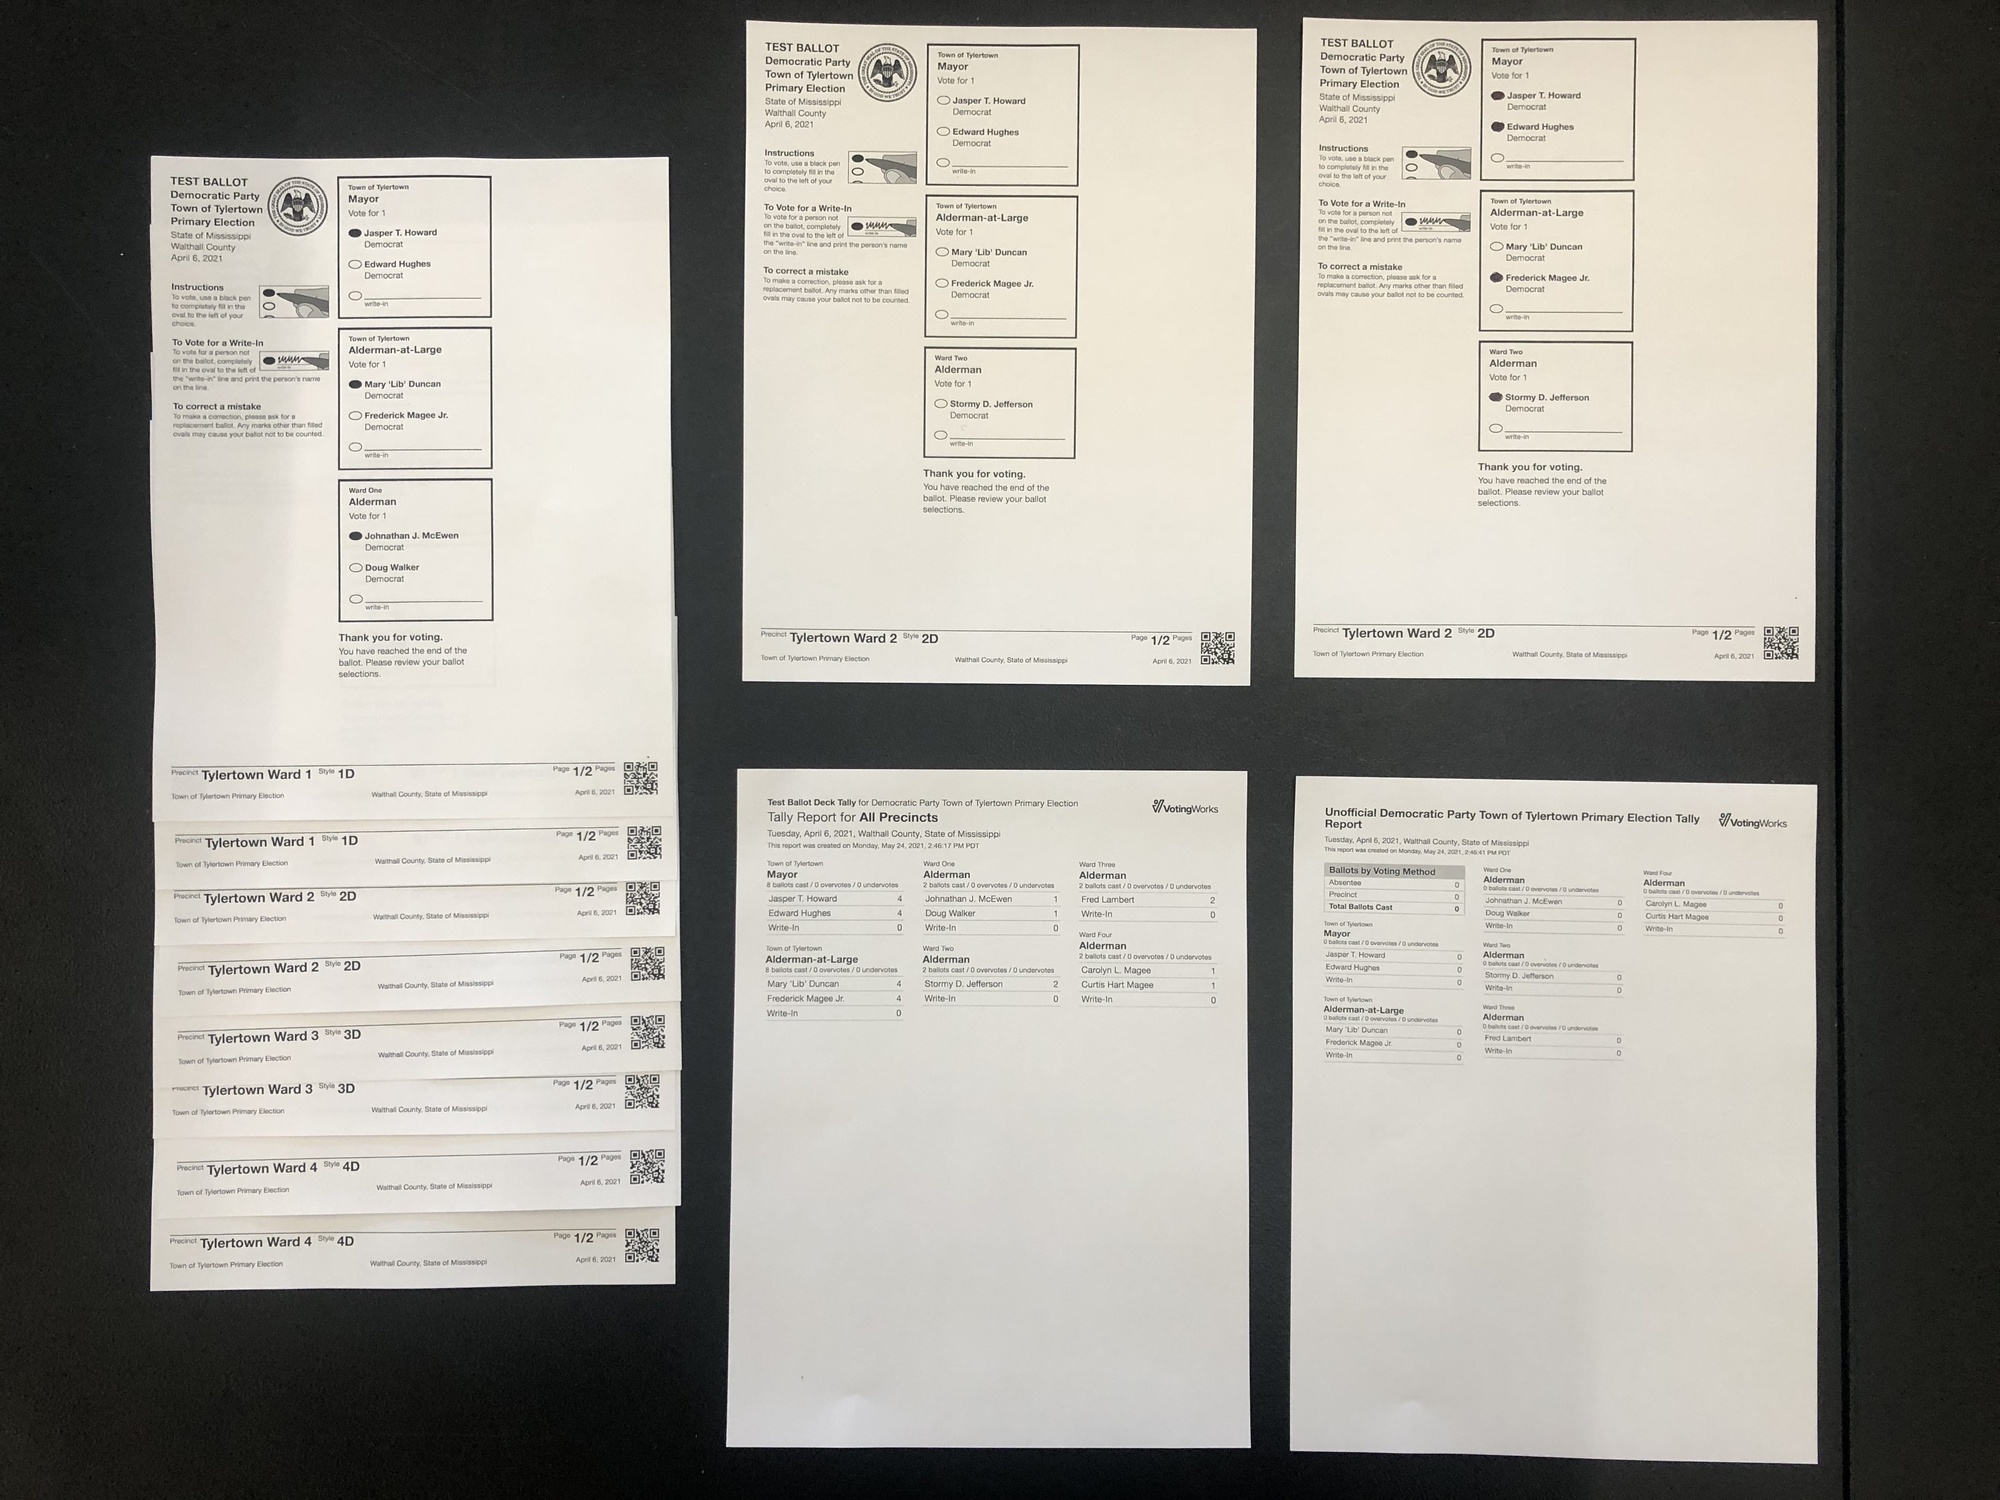 TEST BALLOT
Democratic Party
Town of Tylertown
Primary Election
State of Mississippi
Walthall County
April 6, 2021
Instructions
To vote, use a black pen
to completely fill in the
oval to the left of your
choice.
To Vote for a Write-In
To vote for a person not
on the ballot, completely
fill in the oval to the left of
the "write-in" line and print the person's name
on the line.
To correct a mistake
To make a correction, please ask for a
replacement ballot. Any marks other than filled
ovals may cause your ballot not to be counted.
Town of Tylertown
Mayor
Vote for 1
Jasper T. Howard
Democrat
Edward Hughes
Democrat
write-in
Town of Tylertown
Alderman-at-Large
Vote for 1
Mary 'Lib' Duncan
Democrat
Frederick Magee Jr.
Democrat
write-in
Ward One
Alderman
Vote for 1
Johnathan J. McEwen
Democrat
Doug Walker
Democrat
write-in
Thank you for voting.
You have reached the end of the
ballot. Please review your ballot
selections.
Precinct Tylertown Ward 1 Style 1D Page 1/2 Pages
Town of Tylertown Primary Election Walthall County, State of Mississippi April 6, 2021
Precinct Tylertown Ward 1 Style 1D Page 1/2 Pages
Town of Tylertown Primary Election Walthall County, State of Mississippi April 6, 2021
Precinct Tylertown Ward 2 Style 2D Page 1/2 Pages
Town of Tylertown Primary Election Walthall County, State of Mississippi April 6, 2021
Precinct Tylertown Ward 2 Style 2D Page 1/2 Pages
Town of Tylertown Primary Election Walthall County, State of Mississippi April 6, 2021
Precinct Tylertown Ward 3 Style 3D Page 1/2 Pages
Town of Tylertown Primary Election Walthall County, State of Mississippi April 6, 2021
Precinct Tylertown Ward 3 Style 3D Page 1/2 Pages
Town of Tylertown Primary Election Walthall County, State of Mississippi April 6, 2021
Precinct Tylertown Ward 4 Style 4D Page 1/2 Pages
Town of Tylertown Primary Election Walthall County, State of Mississippi April 6, 2021
Precinct Tylertown Ward 4 Style 4D Page 1/2 Pages
Town of Tylertown Primary Election Walthall County, State of Mississippi April 6, 2021
TEST BALLOT
Democratic Party
Town of Tylertown
Primary Election
State of Mississippi
Walthall County
April 6, 2021
Instructions
To vote, use a black pen
to completely fill in the
oval to the left of your
choice.
To Vote for a Write-In
To vote for a person not
on the ballot, completely
fill in the oval to the left of
the "write-in" line and print the person's name
on the line.
To correct a mistake
To make a correction, please ask for a
replacement ballot. Any marks other than filled
ovals may cause your ballot not to be counted.
Town of Tylertown
Mayor
Vote for 1
Jasper T. Howard
Democrat
Edward Hughes
Democrat
write-in
Town of Tylertown
Alderman-at-Large
Vote for 1
Mary 'Lib' Duncan
Democrat
Frederick Magee Jr.
Democrat
write-in
Ward Two
Alderman
Vote for 1
Stormy D. Jefferson
Democrat
write-in
Thank you for voting.
You have reached the end of the
ballot. Please review your ballot
selections.
Precinct Tylertown Ward 2 Style 2D Page 1/2 Pages
Town of Tylertown Primary Election Walthall County, State of Mississippi April 6, 2021
TEST BALLOT
Democratic Party
Town of Tylertown
Primary Election
State of Mississippi
Walthall County
April 6, 2021
Instructions
To vote, use a black pen
to completely fill in the
oval to the left of your
choice.
To Vote for a Write-In
To vote for a person not
on the ballot, completely
fill in the oval to the left of
the "write-in" line and print the person's name
on the line.
To correct a mistake
To make a correction, please ask for a
replacement ballot. Any marks other than filled
ovals may cause your ballot not to be counted.
Town of Tylertown
Mayor
Vote for 1
Jasper T. Howard
Democrat
Edward Hughes
Democrat
write-in
Town of Tylertown
Alderman-at-Large
Vote for 1
Mary 'Lib' Duncan
Democrat
Frederick Magee Jr.
Democrat
write-in
Ward Two
Alderman
Vote for 1
Stormy D. Jefferson
Democrat
write-in
Thank you for voting.
You have reached the end of the
ballot. Please review your ballot
selections.
Precinct Tylertown Ward 2 Style 2D Page 1/2 Pages
Town of Tylertown Primary Election Walthall County, State of Mississippi April 6, 2021
Test Ballot Deck Tally for Democratic Party Town of Tylertown Primary Election
VotingWorks
Tally Report for All Precincts
Tuesday, April 6, 2021, Walthall County, State of Mississippi
This report was created on Monday, May 24, 2021, 2:46:17 PM PDT
Town of Tylertown
Mayor
8 ballots cast / 0 overvotes / 0 undervotes
Jasper T. Howard 4
Edward Hughes 4
Write-In 0
Town of Tylertown
Alderman-at-Large
8 ballots cast / 0 overvotes / 0 undervotes
Mary 'Lib' Duncan 4
Frederick Magee Jr. 4
Write-In 0
Ward One
Alderman
2 ballots cast / 0 overvotes / 0 undervotes
Johnathan J. McEwen 1
Doug Walker 1
Write-In 0
Ward Two
Alderman
2 ballots cast / 0 overvotes / 0 undervotes
Stormy D. Jefferson 2
Write-In 0
Ward Three
Alderman
2 ballots cast / 0 overvotes / 0 undervotes
Fred Lambert 2
Write-In 0
Ward Four
Alderman
2 ballots cast / 0 overvotes / 0 undervotes
Carolyn L. Magee 1
Curtis Hart Magee 1
Write-In 0
Unofficial Democratic Party Town of Tylertown Primary Election Tally
Report
VotingWorks
Tuesday, April 6, 2021, Walthall County, State of Mississippi
This report was created on Monday, May 24, 2021, 2:45:41 PM PDT
Ballots by Voting Method
Absentee 0
Precinct 0
Total Ballots Cast 0
Town of Tylertown
Mayor
0 ballots cast / 0 overvotes / 0 undervotes
Jasper T. Howard 0
Edward Hughes 0
Write-In 0
Town of Tylertown
Alderman-at-Large
0 ballots cast / 0 overvotes / 0 undervotes
Mary 'Lib' Duncan 0
Frederick Magee Jr. 0
Write-In 0
Ward One
Alderman
0 ballots cast / 0 overvotes / 0 undervotes
Johnathan J. McEwen 0
Doug Walker 0
Write-In 0
Ward Two
Alderman
0 ballots cast / 0 overvotes / 0 undervotes
Stormy D. Jefferson 0
Write-In 0
Ward Three
Alderman
0 ballots cast / 0 overvotes / 0 undervotes
Fred Lambert 0
Write-In 0
Ward Four
Alderman
0 ballots cast / 0 overvotes / 0 undervotes
Carolyn L. Magee 0
Curtis Hart Magee 0
Write-In 0